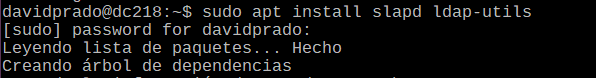 davidprado@dc218:~$ sudo apt install slapd ldap-utils
[sudo] password for davidprado:
Leyendo lista de paquetes... Hecho
Creando árbol de dependencias